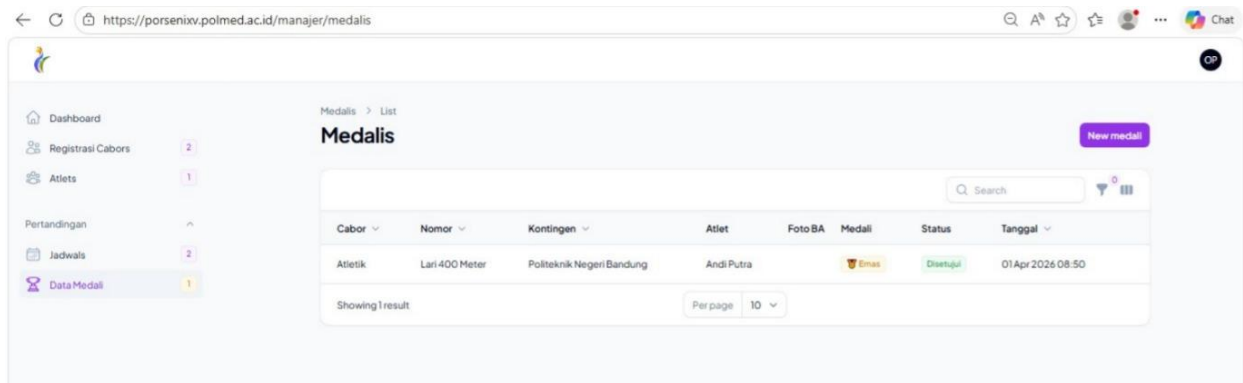 https://porsenixv.polmed.ac.id/manajer/medalis
Chat
OP
Dashboard
Registrasi Cabors 2
Atlets 1
Pertandingan
Jadwals 2
Data Medali 1
Medalis > List
Medalis
New medali
Search
0
Cabor Nomor Kontingen Atlet Foto BA Medali Status Tanggal
Atletik Lari 400 Meter Politeknik Negeri Bandung Andi Putra Emas Disetujui 01 Apr 2026 08:50
Showing 1 result
Per page 10